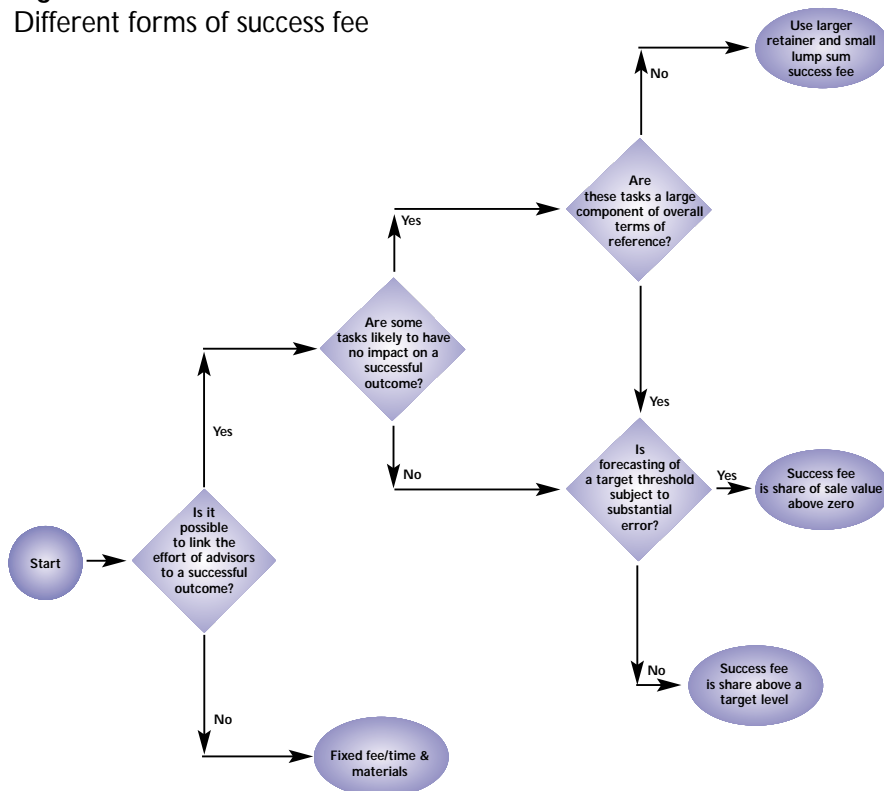 Different forms of success fee
Use larger
retainer and small
lump sum
success fee
No
Are
these tasks a large
component of overall
terms of
reference?
Yes
Are some
tasks likely to have
no impact on a
successful
outcome?
Yes
Yes
No
Is
forecasting of
a target threshold
subject to
substantial
error?
Yes
Success fee
is share of sale value
above zero
Is it
possible
to link the
effort of advisors
to a successful
outcome?
Start
No
Success fee
is share above a
target level
No
Fixed fee/time &
materials